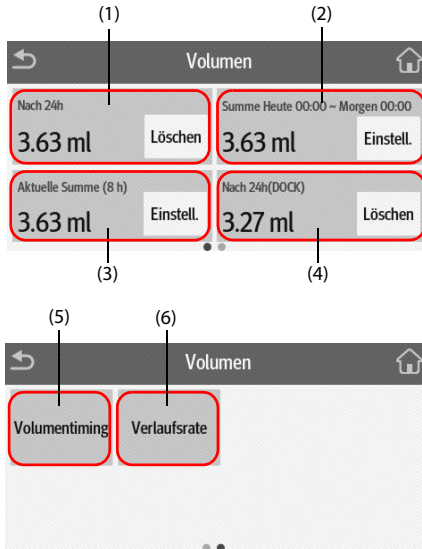 (1) (2)
Volumen
Nach 24h
3.63 ml Löschen
Summe Heute 00:00 ~ Morgen 00:00
3.63 ml Einstell.
Aktuelle Summe (8 h)
3.63 ml Einstell.
Nach 24h(DOCK)
3.27 ml Löschen
(3) (4)
(5) (6)
Volumen
Volumentiming Verlaufsrate